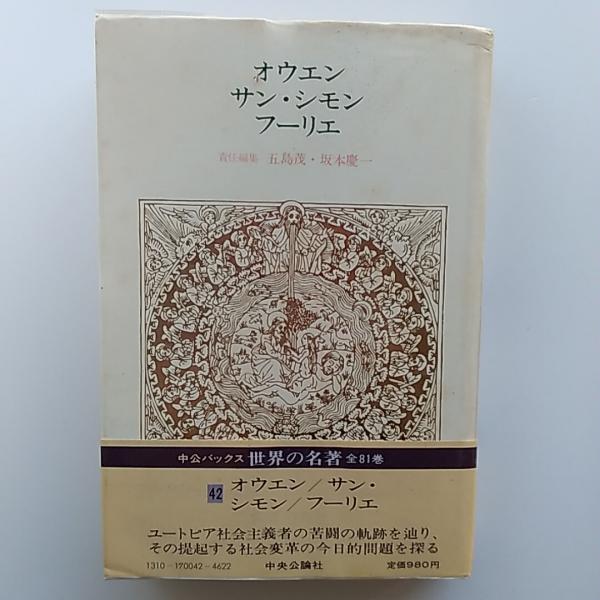 オウエン
サン・シモン
フーリエ
責任編集 五島茂・坂本慶一
中公バックス 世界の名著 全81巻
42 オウエン／サン・
シモン／フーリエ
ユートピア社会主義者の苦闘の軌跡を辿り、
その提起する社会変革の今日的問題を探る
1310-170042-4622 中央公論社 定価980円